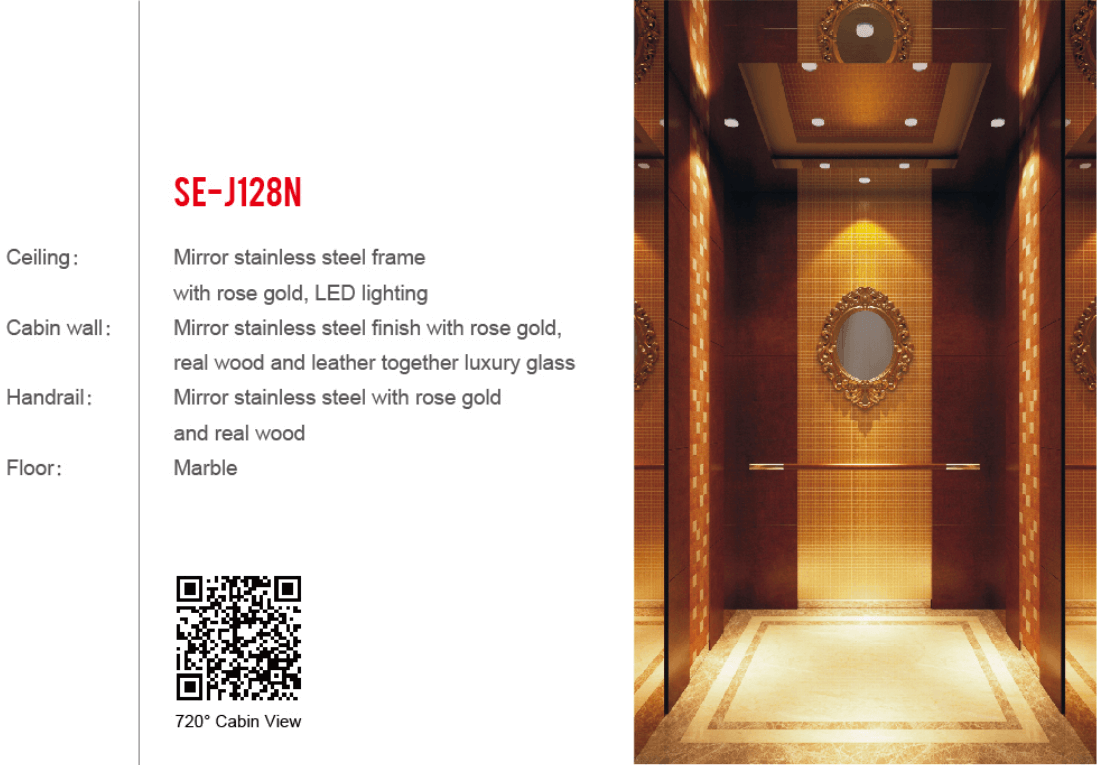 SE-J128N
Ceiling: Mirror stainless steel frame
with rose gold, LED lighting
Cabin wall: Mirror stainless steel finish with rose gold,
real wood and leather together luxury glass
Handrail: Mirror stainless steel with rose gold
and real wood
Floor: Marble
720° Cabin View